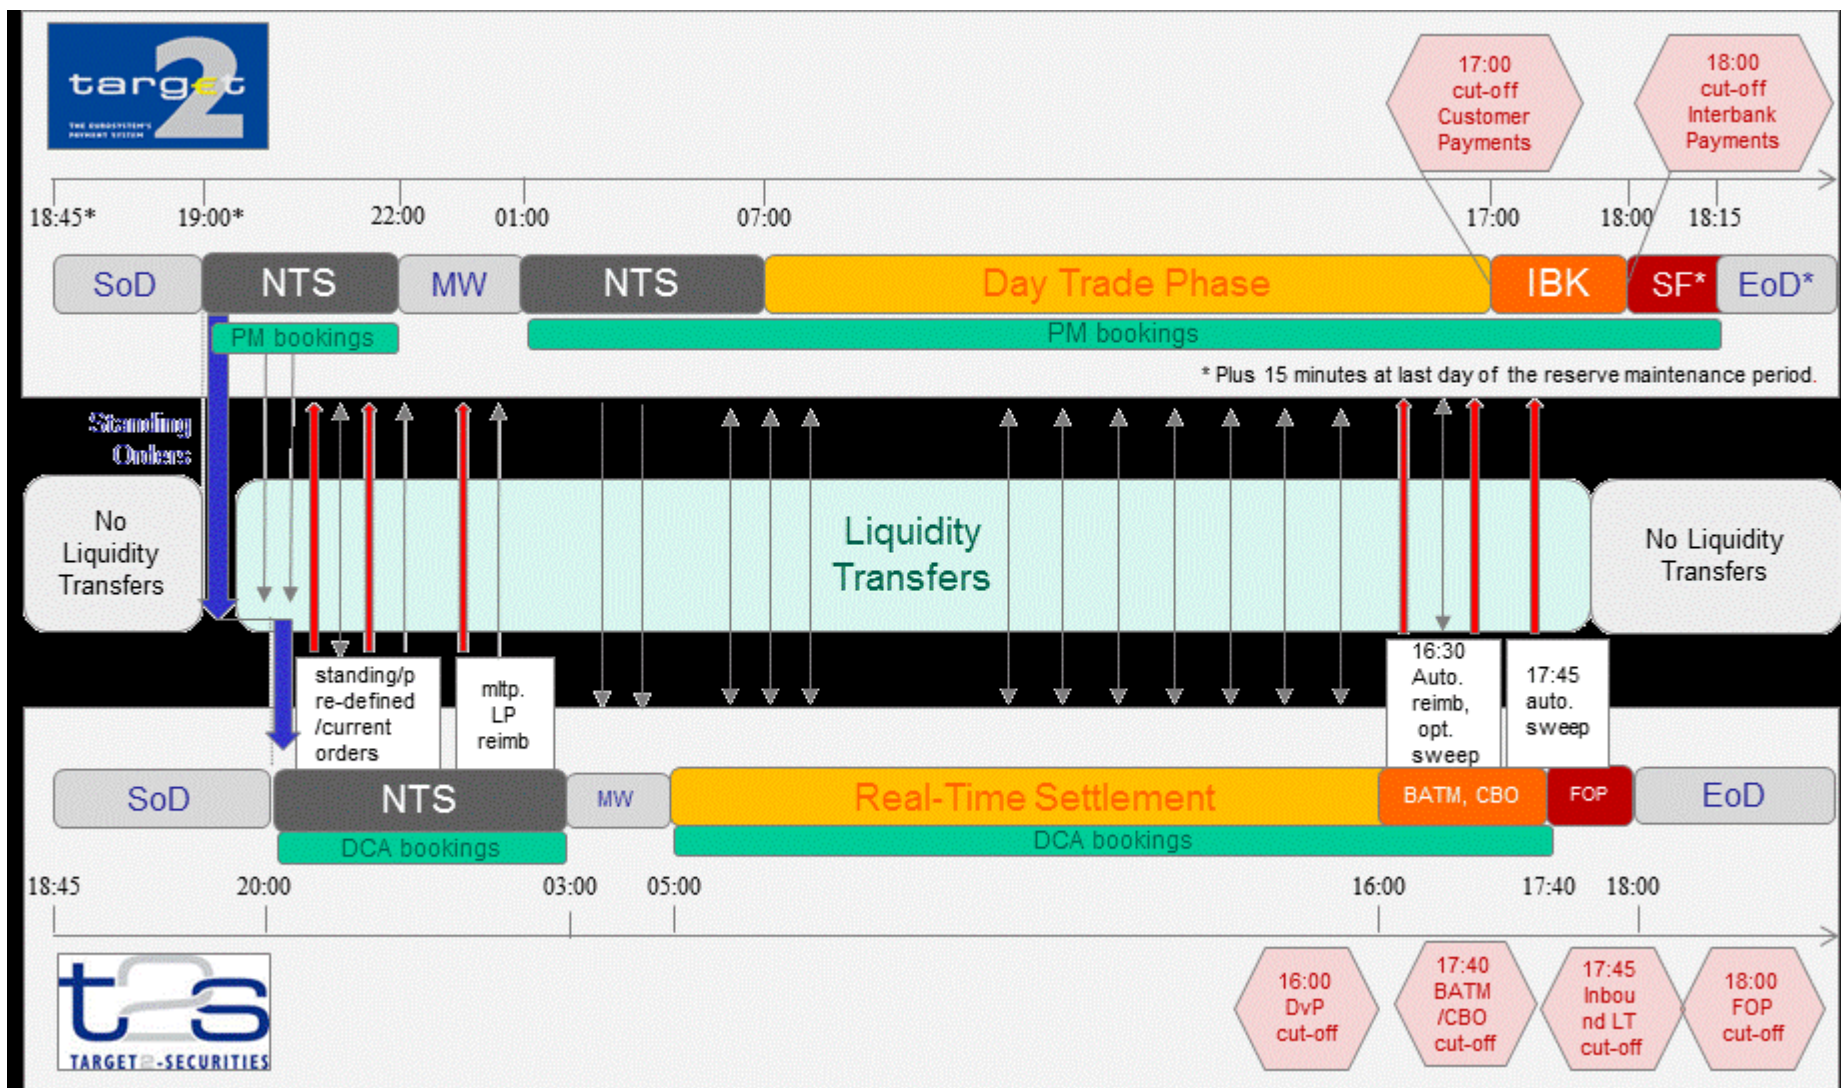 target
2
THE EUROSYSTEM'S
PAYMENT SYSTEM
17:00
cut-off
Customer
Payments
18:00
cut-off
Interbank
Payments
18:45*
19:00*
22:00
01:00
07:00
17:00
18:00
18:15
SoD
NTS
MW
NTS
Day Trade Phase
IBK
SF*
EoD*
PM bookings
PM bookings
* Plus 15 minutes at last day of the reserve maintenance period.
Standing
Orders
No
Liquidity
Transfers
Liquidity
Transfers
No Liquidity
Transfers
standing/p
re-defined
/current
orders
mltp.
LP
reimb
16:30
Auto.
reimb,
opt.
sweep
17:45
auto.
sweep
SoD
NTS
MW
Real-Time Settlement
BATM, CBO
FOP
EoD
DCA bookings
DCA bookings
18:45
20:00
03:00
05:00
16:00
17:40
18:00
t2s
TARGET2-SECURITIES
16:00
DvP
cut-off
17:40
BATM
/CBO
cut-off
17:45
Inbou
nd LT
cut-off
18:00
FOP
cut-off